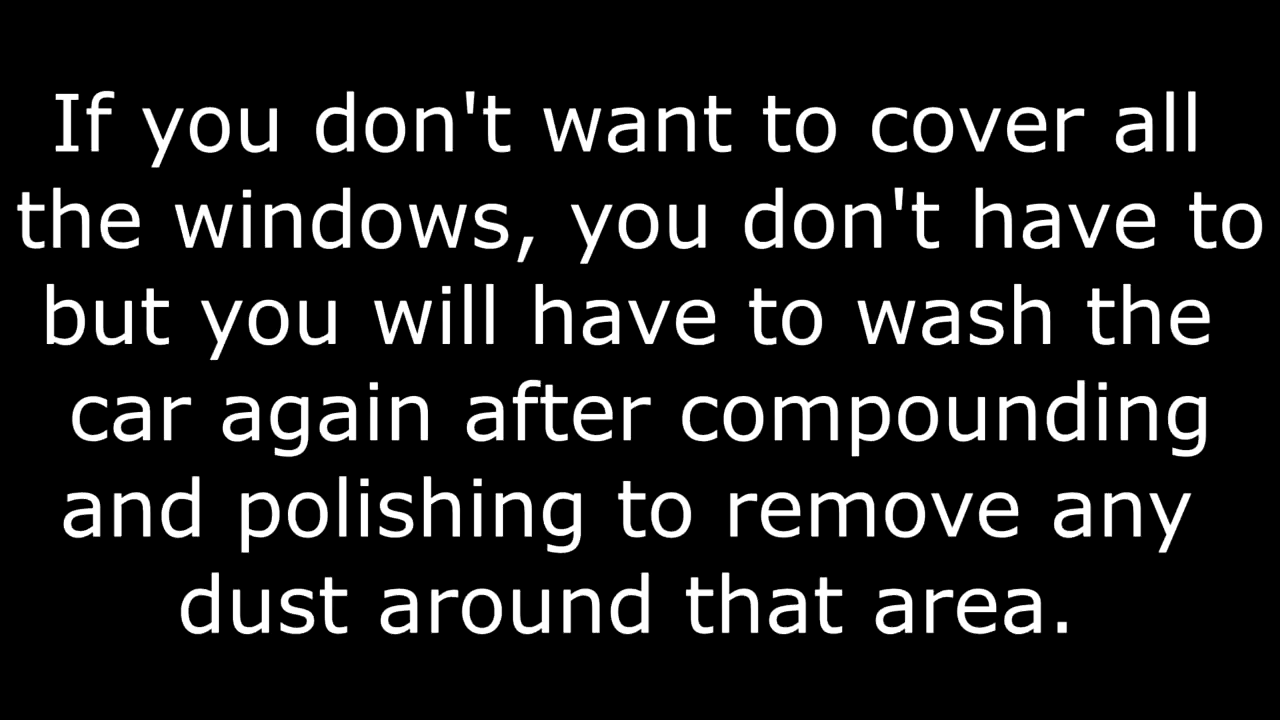 If you don't want to cover all
the windows, you don't have to
but you will have to wash the
car again after compounding
and polishing to remove any
dust around that area.